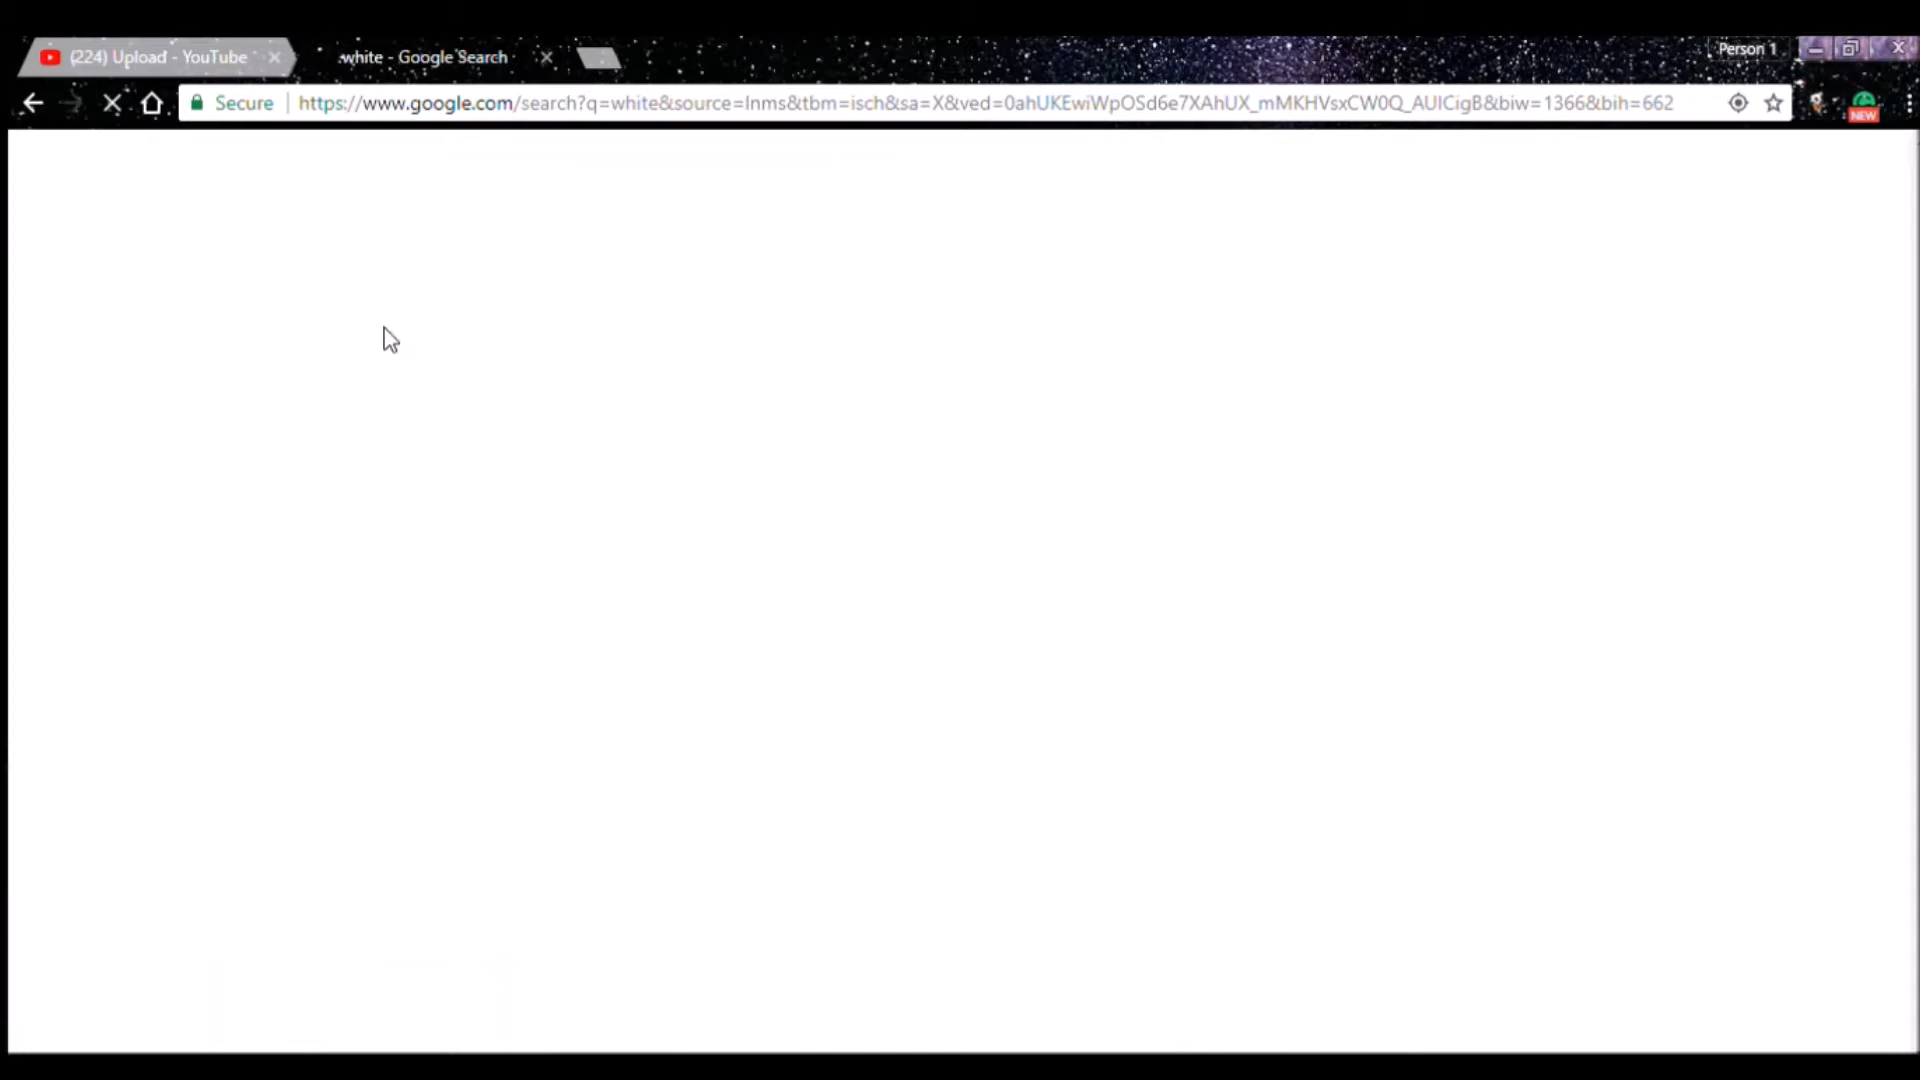 (224) Upload - YouTube
white - Google Search
Person 1
Secure
https://www.google.com/search?q=white&source=lnms&tbm=isch&sa=X&ved=0ahUKEwiWpOSd6e7XAhUX_mMKHVsxCW0Q_AUICigB&biw=1366&bih=662
NEW